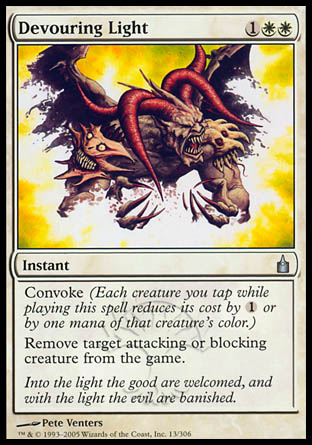 Devouring Light 1
Instant
Convoke (Each creature you tap while
playing this spell reduces its cost by 1 or
by one mana of that creature's color.)
Remove target attacking or blocking
creature from the game.
Into the light the good are welcomed, and
with the light the evil are banished.
Pete Venters
™ & © 1993-2005 Wizards of the Coast, Inc. 13/306